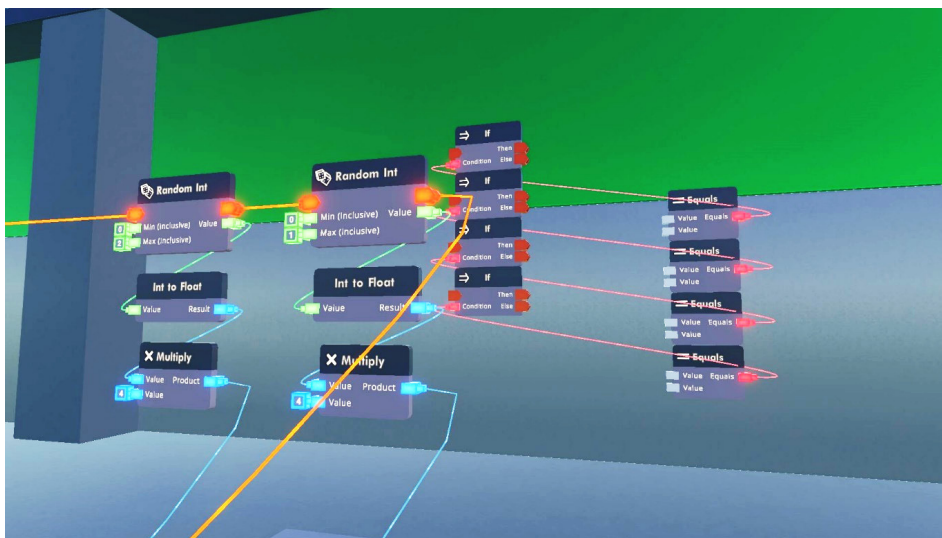 Random Int
0 Min (inclusive) Value
2 Max (inclusive)
Int to Float
Value Result
Multiply
Value Product
4 Value
Random Int
0 Min (Inclusive) Value
1 Max (inclusive)
Int to Float
Value Result
Multiply
Value Product
4 Value
If
Then
Condition Else
If
Then
Condition Else
If
Then
Condition Else
If
Then
Condition Else
Equals
Value Equals
Value
Equals
Value Equals
Value
Equals
Value Equals
Value
Equals
Value Equals
Value